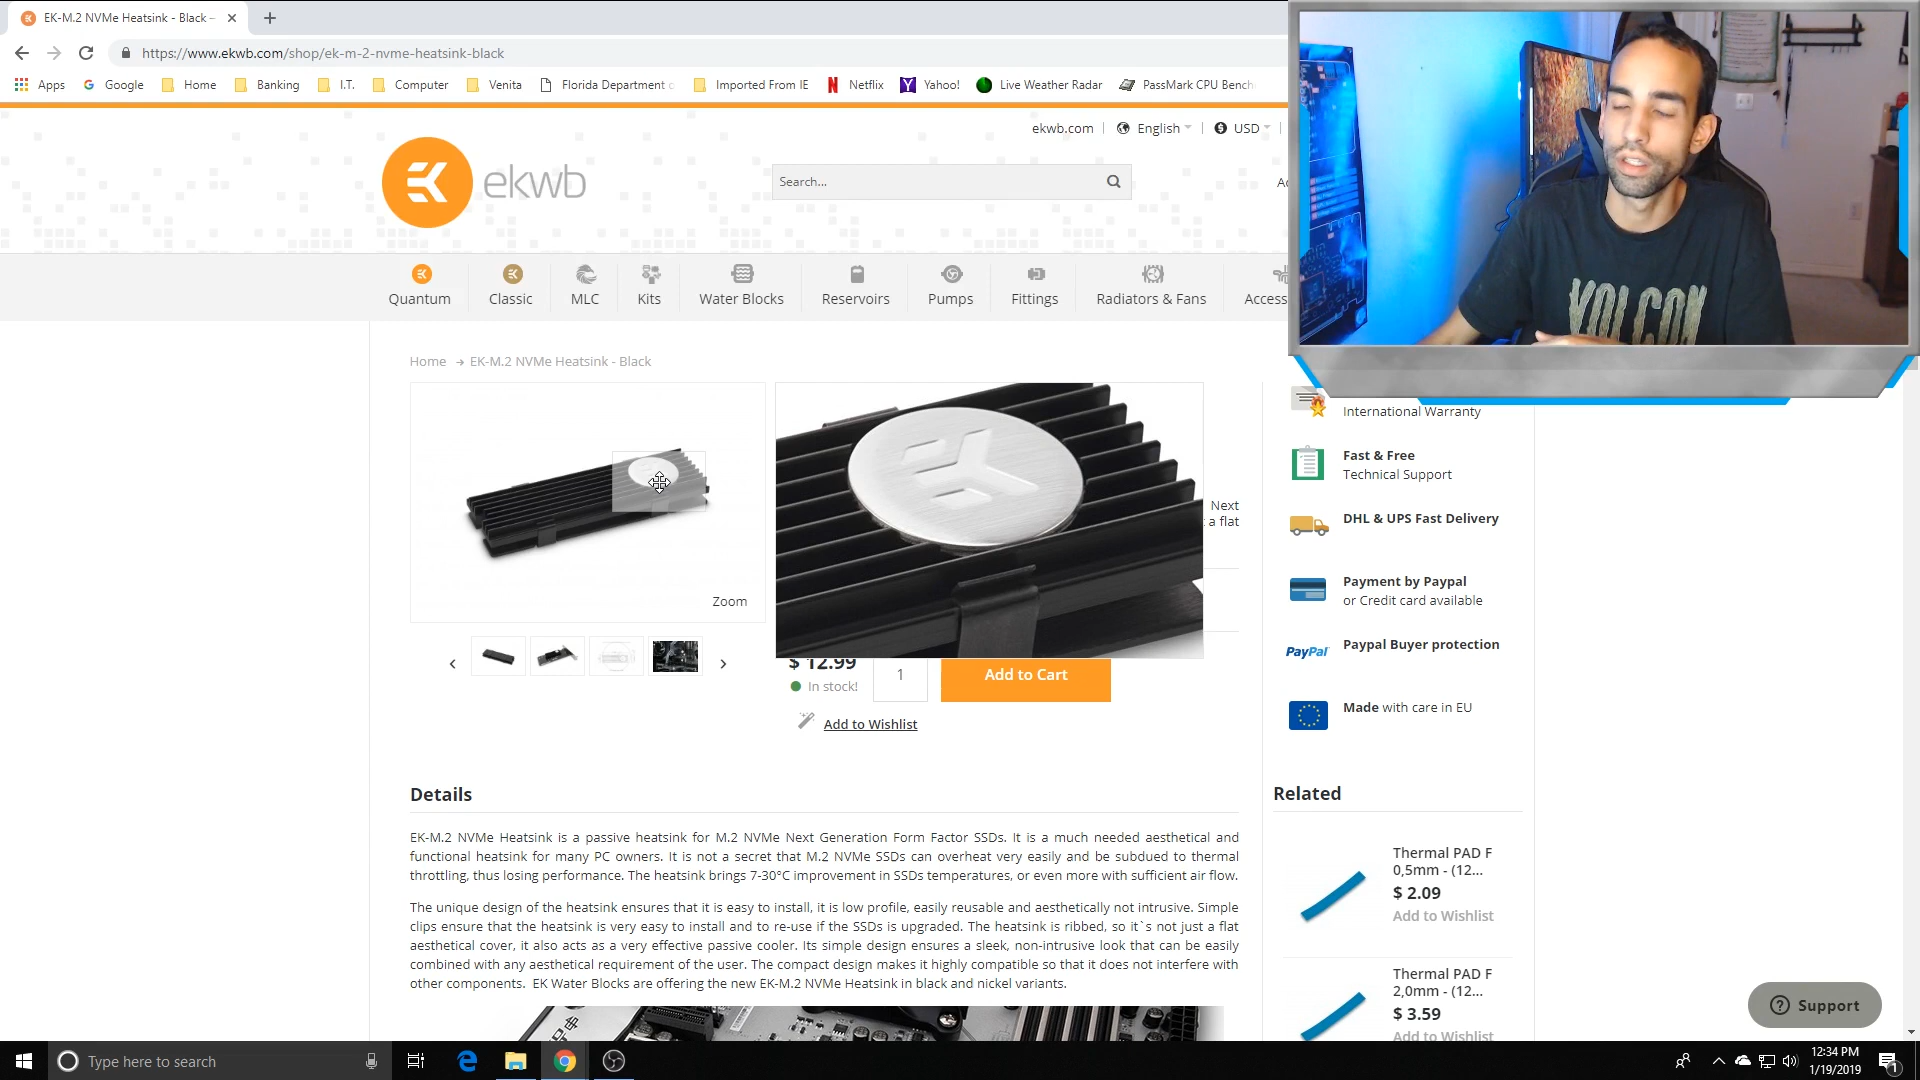 EK-M.2 NVMe Heatsink - Black –
https://www.ekwb.com/shop/ek-m-2-nvme-heatsink-black
Apps
Google
Home
Banking
I.T.
Computer
Venita
Florida Department o
Imported From IE
Netflix
Yahoo!
Live Weather Radar
PassMark CPU Bench
ekwb.com
English
USD
ekwb
Search...
Quantum
Classic
MLC
Kits
Water Blocks
Reservoirs
Pumps
Fittings
Radiators & Fans
Access
VOLCOM
Home → EK-M.2 NVMe Heatsink - Black
Zoom
Next
a flat
$ 12.99
In stock!
1
Add to Cart
Add to Wishlist
International Warranty
Fast & Free
Technical Support
DHL & UPS Fast Delivery
Payment by Paypal
or Credit card available
PayPal
Paypal Buyer protection
Made with care in EU
Details
EK-M.2 NVMe Heatsink is a passive heatsink for M.2 NVMe Next Generation Form Factor SSDs. It is a much needed aesthetical and
functional heatsink for many PC owners. It is not a secret that M.2 NVMe SSDs can overheat very easily and be subdued to thermal
throttling, thus losing performance. The heatsink brings 7-30°C improvement in SSDs temperatures, or even more with sufficient air flow.
The unique design of the heatsink ensures that it is easy to install, it is low profile, easily reusable and aesthetically not intrusive. Simple
clips ensure that the heatsink is very easy to install and to re-use if the SSDs is upgraded. The heatsink is ribbed, so it`s not just a flat
aesthetical cover, it also acts as a very effective passive cooler. Its simple design ensures a sleek, non-intrusive look that can be easily
combined with any aesthetical requirement of the user. The compact design makes it highly compatible so that it does not interfere with
other components. EK Water Blocks are offering the new EK-M.2 NVMe Heatsink in black and nickel variants.
Related
Thermal PAD F
0,5mm - (12...
$ 2.09
Add to Wishlist
Thermal PAD F
2,0mm - (12...
$ 3.59
Add to Wishlist
Support
Type here to search
12:34 PM
1/19/2019
1